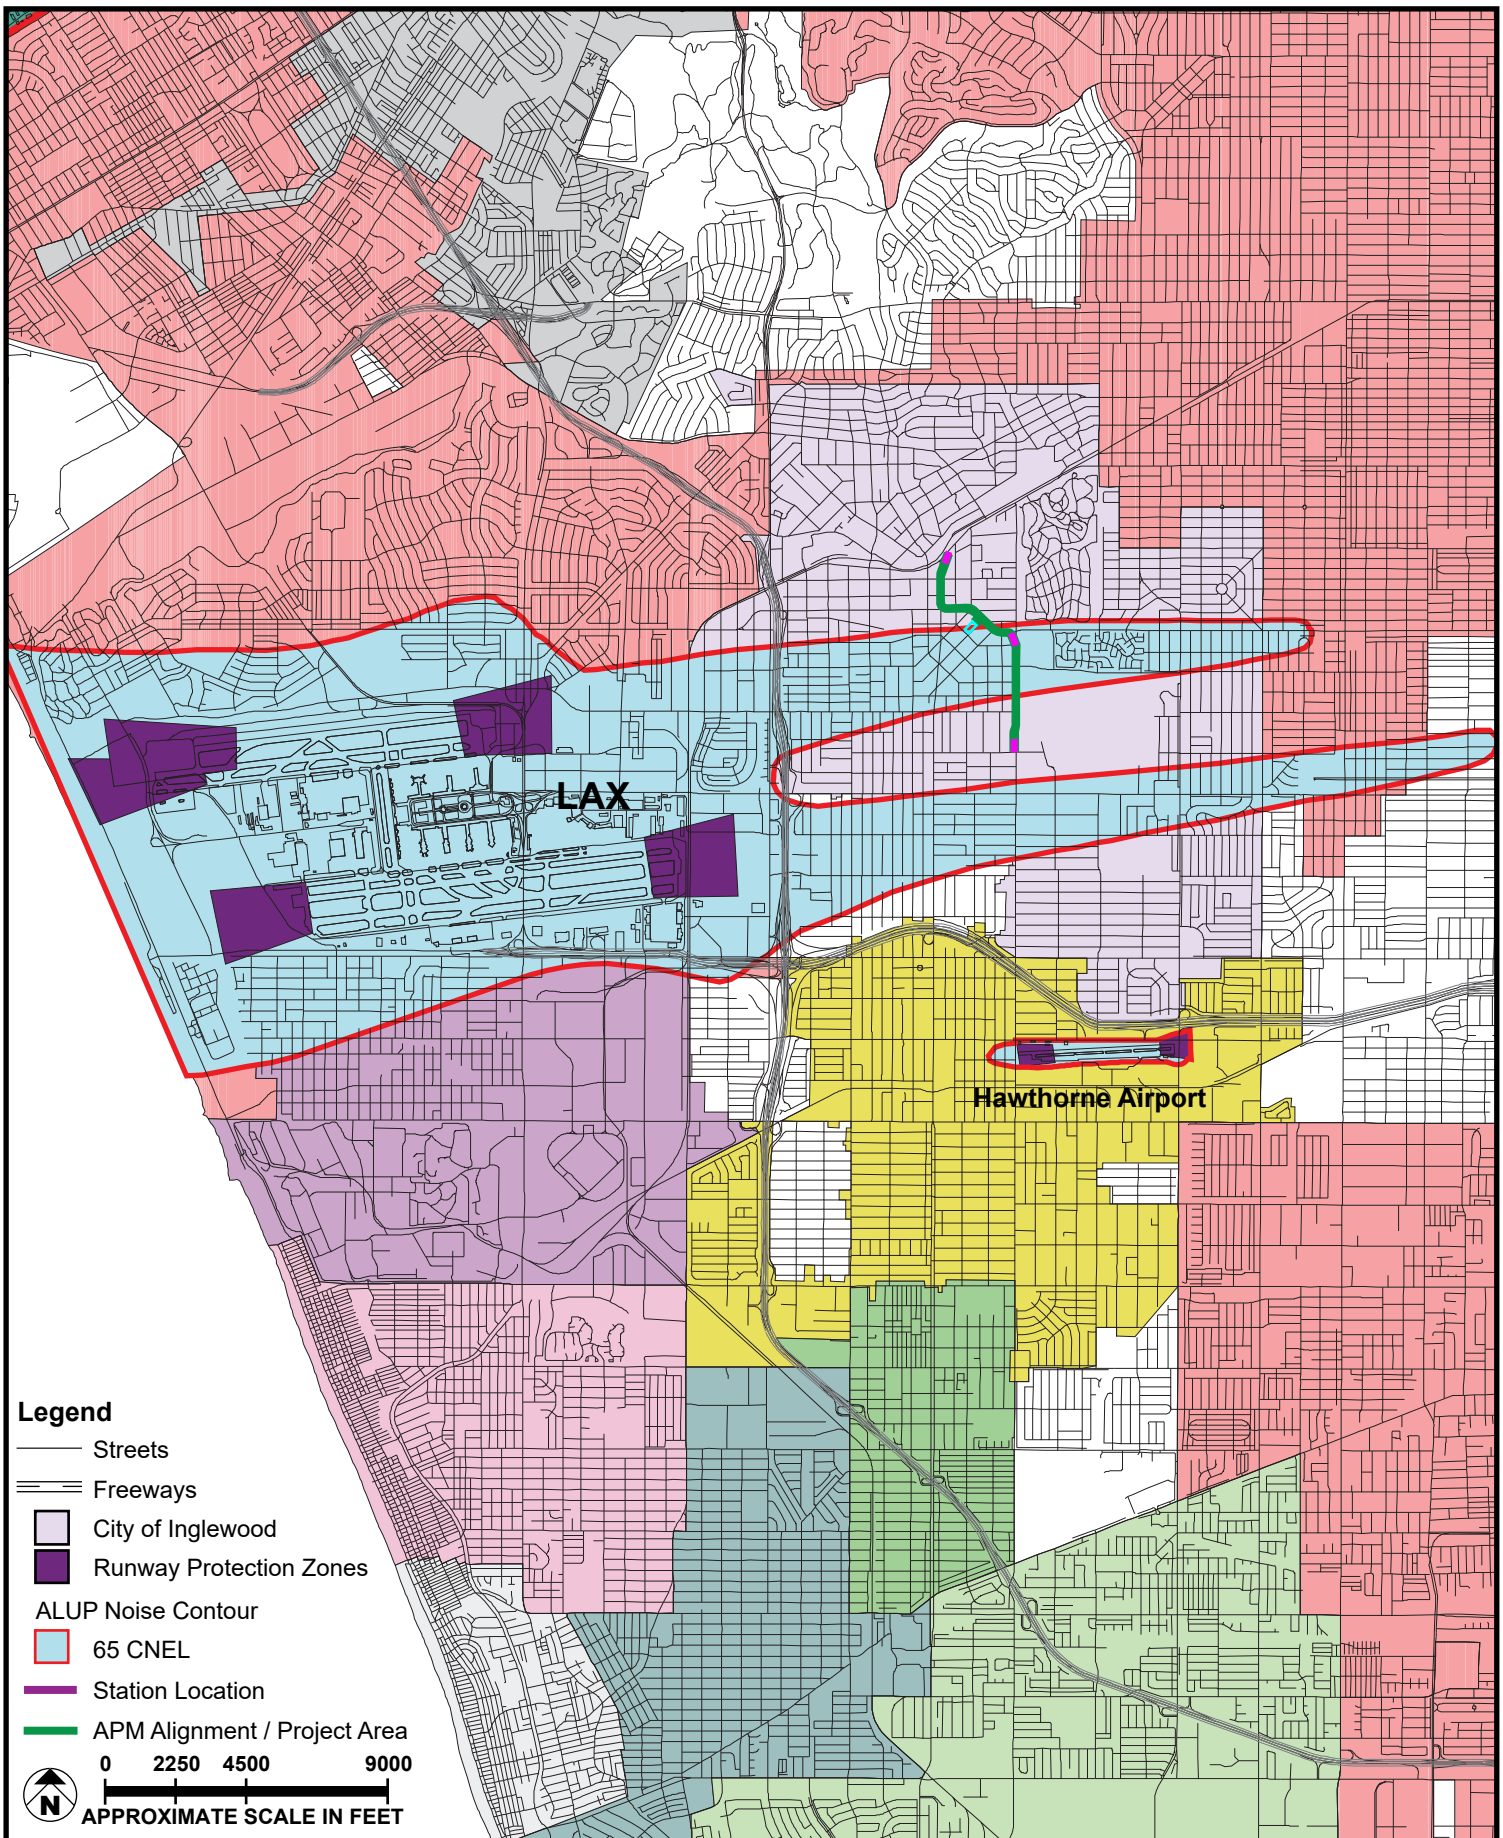 LAX
Hawthorne Airport
Legend
Streets
Freeways
City of Inglewood
Runway Protection Zones
ALUP Noise Contour
65 CNEL
Station Location
APM Alignment / Project Area
0 2250 4500 9000
N
APPROXIMATE SCALE IN FEET